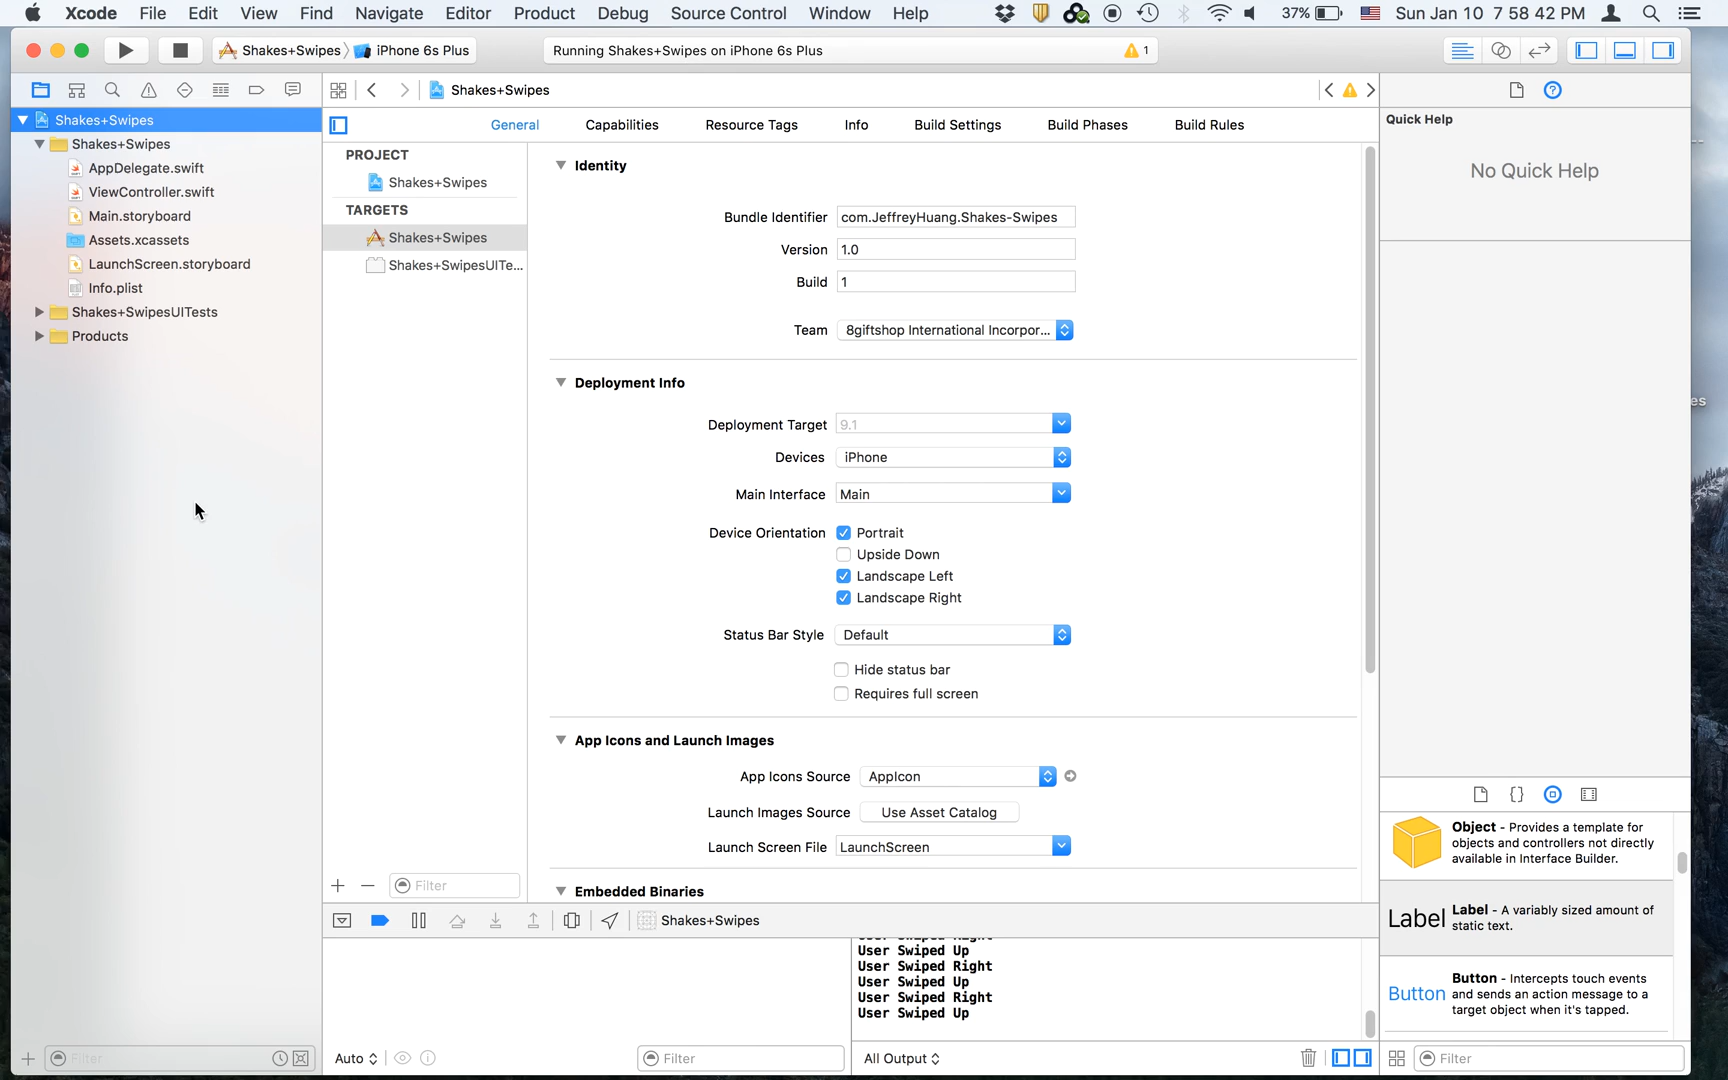 Xcode File Edit View Find Navigate Editor Product Debug Source Control Window Help 37% Sun Jan 10 7 58 42 PM
Shakes+Swipes iPhone 6s Plus Running Shakes+Swipes on iPhone 6s Plus 1
Shakes+Swipes
Shakes+Swipes
Shakes+Swipes
AppDelegate.swift
ViewController.swift
Main.storyboard
Assets.xcassets
LaunchScreen.storyboard
Info.plist
Shakes+SwipesUITests
Products
General Capabilities Resource Tags Info Build Settings Build Phases Build Rules
PROJECT
Shakes+Swipes
TARGETS
Shakes+Swipes
Shakes+SwipesUITe...
Identity
Bundle Identifier com.JeffreyHuang.Shakes-Swipes
Version 1.0
Build 1
Team 8giftshop International Incorpor...
Deployment Info
Deployment Target 9.1
Devices iPhone
Main Interface Main
Device Orientation Portrait
Upside Down
Landscape Left
Landscape Right
Status Bar Style Default
Hide status bar
Requires full screen
App Icons and Launch Images
App Icons Source AppIcon
Launch Images Source Use Asset Catalog
Launch Screen File LaunchScreen
Embedded Binaries
Filter
Shakes+Swipes
User Swiped Right
User Swiped Up
User Swiped Right
User Swiped Up
User Swiped Right
User Swiped Up
Filter
Auto Filter All Output
Quick Help
No Quick Help
es
Object - Provides a template for
objects and controllers not directly
available in Interface Builder.
Label Label - A variably sized amount of
static text.
Button Button - Intercepts touch events
and sends an action message to a
target object when it's tapped.
Filter